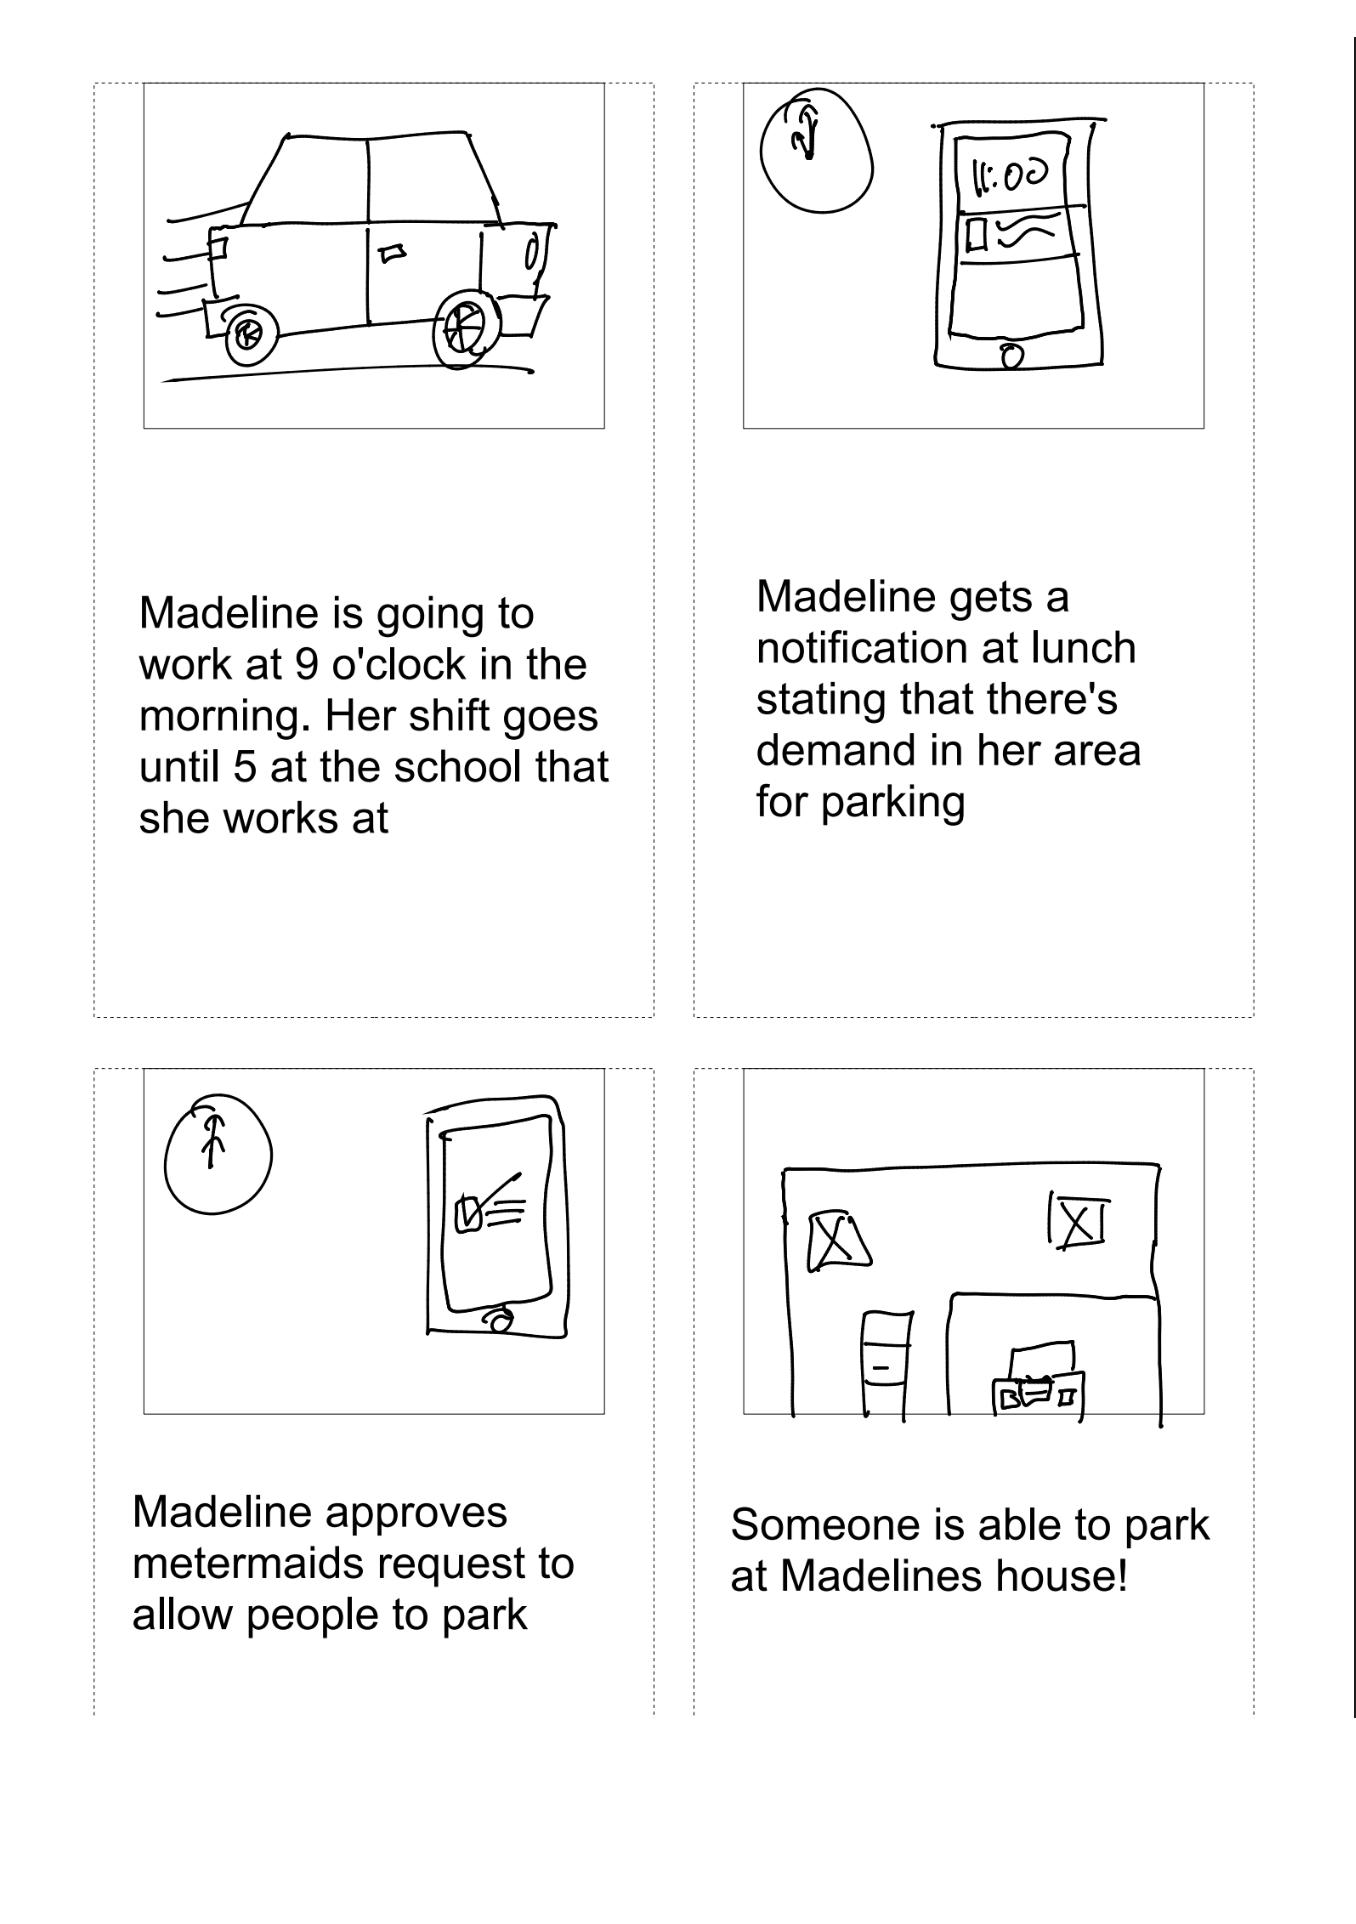 11:00
Madeline is going to
work at 9 o'clock in the
morning. Her shift goes
until 5 at the school that
she works at
Madeline gets a
notification at lunch
stating that there's
demand in her area
for parking
Madeline approves
metermaids request to
allow people to park
Someone is able to park
at Madelines house!